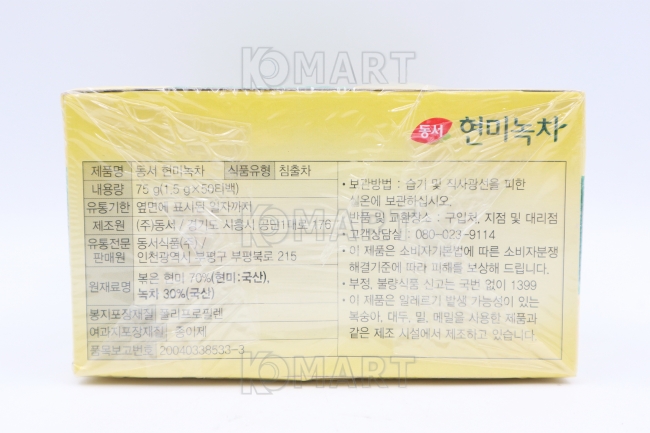 KOMART
동서 현미녹차
제품명 동서 현미녹차 식품유형 침출차
내용량 75 g(1.5 g×50티백)
유통기한 옆면에 표시된 일자까지
제조원 (주)동서 / 경기도 시흥시 공단1대로 176
유통전문판매원 동서식품(주) /
인천광역시 부평구 부평북로 215
원재료명 볶은 현미 70%(현미:국산),
녹차 30%(국산)
봉지포장재질 폴리프로필렌
여과지포장재질 종이제
품목보고번호 20040338533-3
• 보관방법 : 습기 및 직사광선을 피한
실온에 보관하십시오.
반품 및 교환장소 : 구입처, 지점 및 대리점
고객상담실 : 080-023-9114
• 이 제품은 소비자기본법에 따른 소비자분쟁
해결기준에 따라 피해를 보상해 드립니다.
• 부정, 불량식품 신고는 국번 없이 1399
• 이 제품은 알레르기 발생 가능성이 있는
복숭아, 대두, 밀, 메밀을 사용한 제품과
같은 제조 시설에서 제조하고 있습니다.
KOMART
KOMART